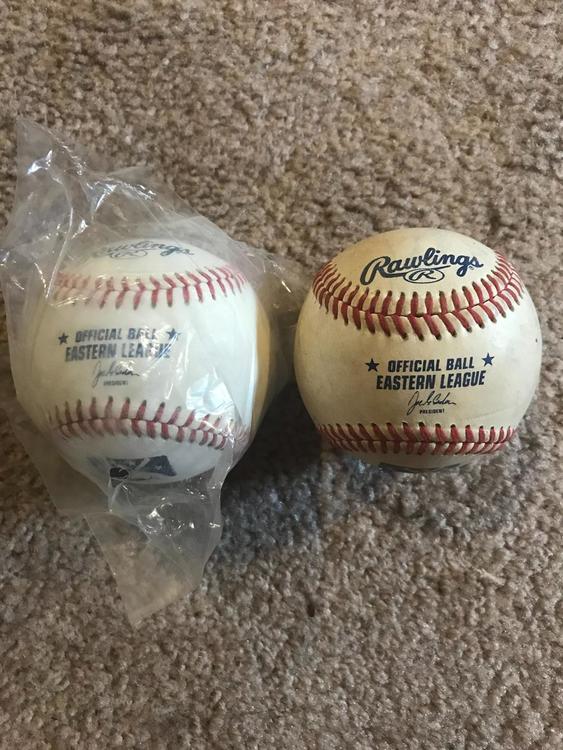 Rawlings
R
OFFICIAL BALL
EASTERN LEAGUE
PRESIDENT
Rawlings
R
OFFICIAL BALL
EASTERN LEAGUE
PRESIDENT